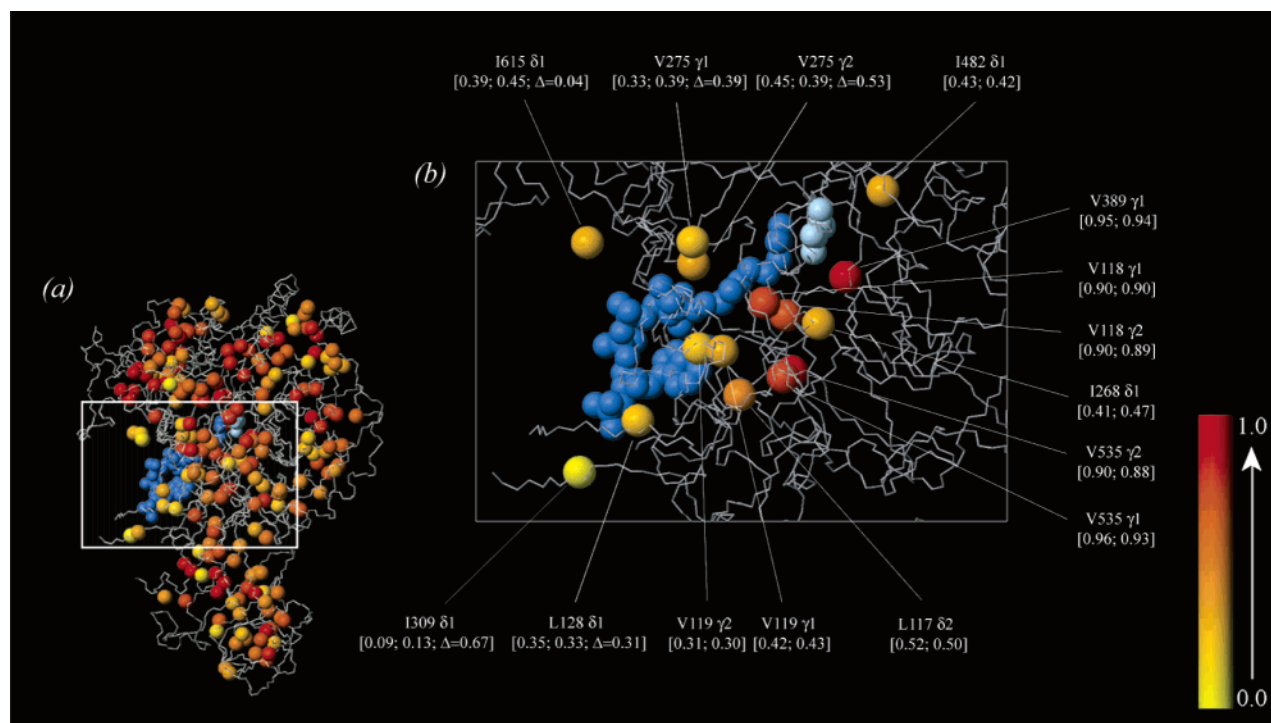 I615 δ1
[0.39; 0.45; Δ=0.04]
V275 γ1
[0.33; 0.39; Δ=0.39]
V275 γ2
[0.45; 0.39; Δ=0.53]
I482 δ1
[0.43; 0.42]
(b)
V389 γ1
[0.95; 0.94]
V118 γ1
[0.90; 0.90]
(a)
V118 γ2
[0.90; 0.89]
I268 δ1
[0.41; 0.47]
V535 γ2
[0.90; 0.88]
V535 γ1
[0.96; 0.93]
1.0
0.0
I309 δ1
[0.09; 0.13; Δ=0.67]
L128 δ1
[0.35; 0.33; Δ=0.31]
V119 γ2
[0.31; 0.30]
V119 γ1
[0.42; 0.43]
L117 δ2
[0.52; 0.50]